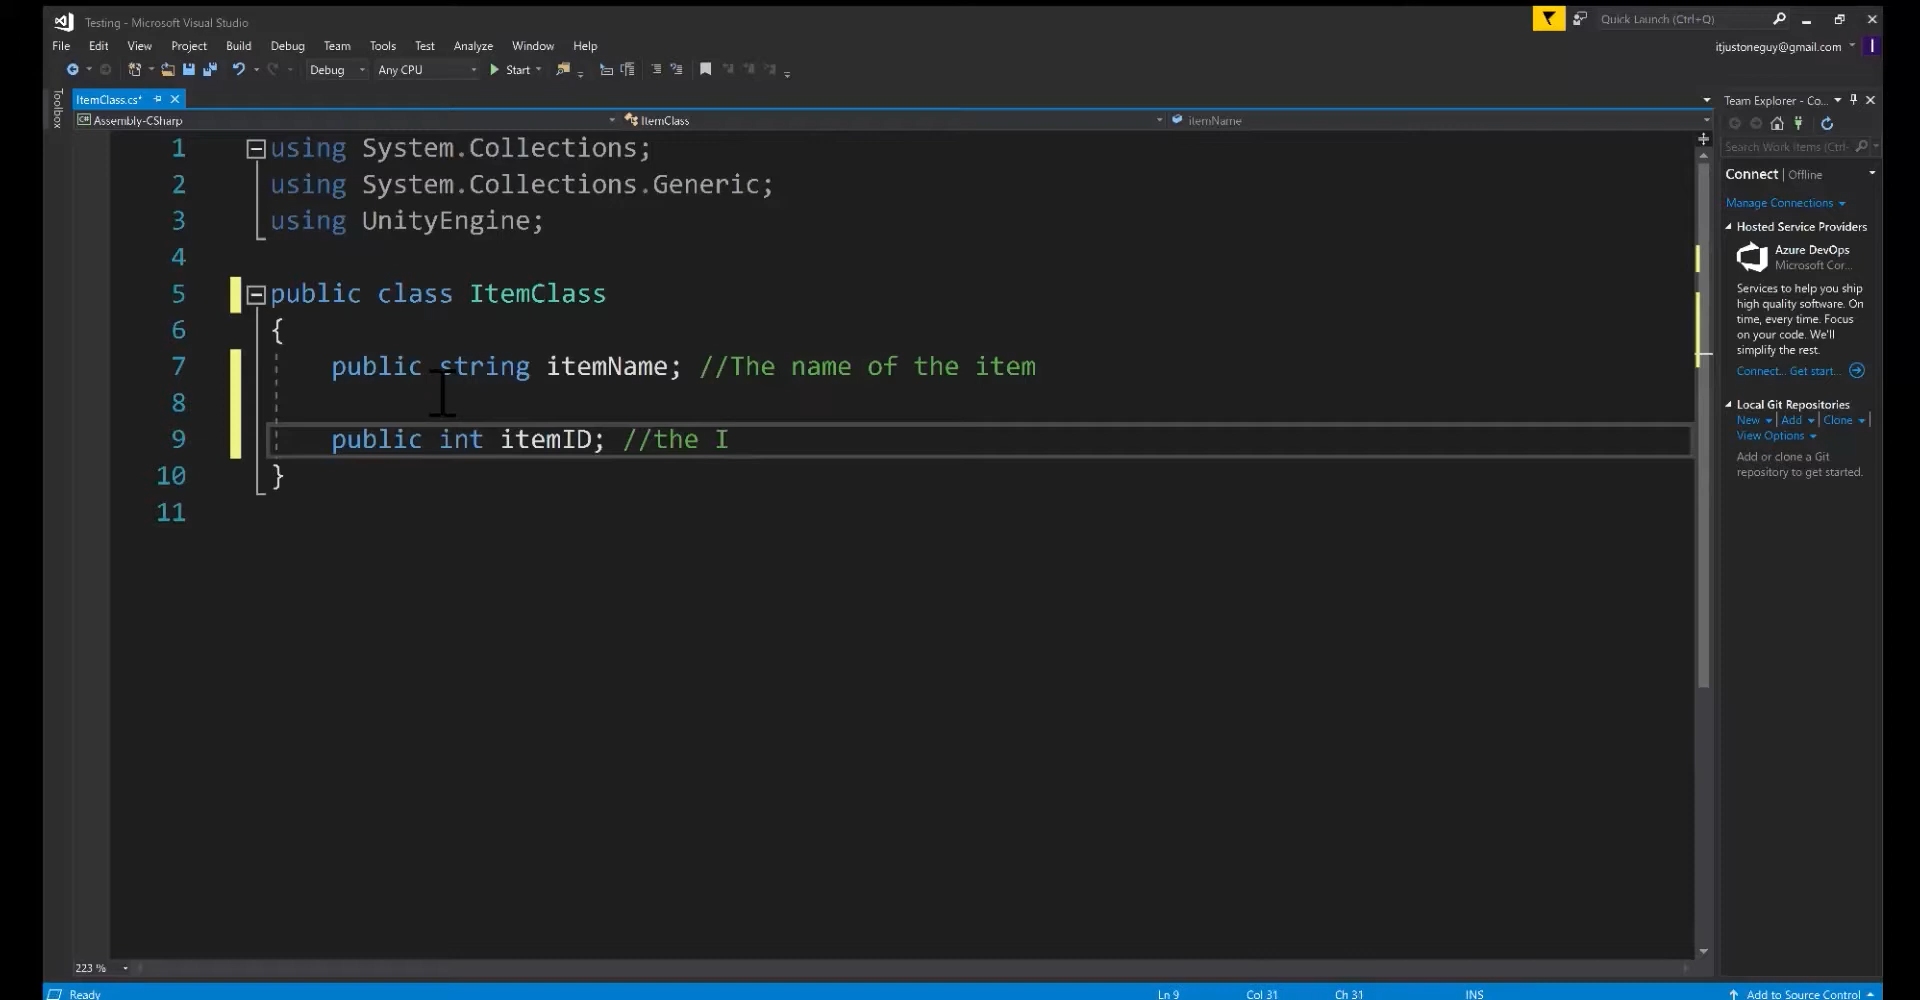 Testing - Microsoft Visual Studio
Quick Launch (Ctrl+Q)
File Edit View Project Build Debug Team Tools Test Analyze Window Help
itjustoneguy@gmail.com I
Debug Any CPU Start
Toolbox
ItemClass.cs*
Team Explorer - Co...
Assembly-CSharp ItemClass itemName
Search Work Items (Ctrl-
Connect | Offline
Manage Connections
Hosted Service Providers
Azure DevOps
Microsoft Cor...
Services to help you ship
high quality software. On
time, every time. Focus
on your code. We'll
simplify the rest.
Connect... Get start...
Local Git Repositories
New Add Clone
View Options
Add or clone a Git
repository to get started.
1 using System.Collections;
2 using System.Collections.Generic;
3 using UnityEngine;
4
5 public class ItemClass
6 {
7 public string itemName; //The name of the item
8
9 public int itemID; //the I
10 }
11
223 %
Ready Ln 9 Col 31 Ch 31 INS Add to Source Control